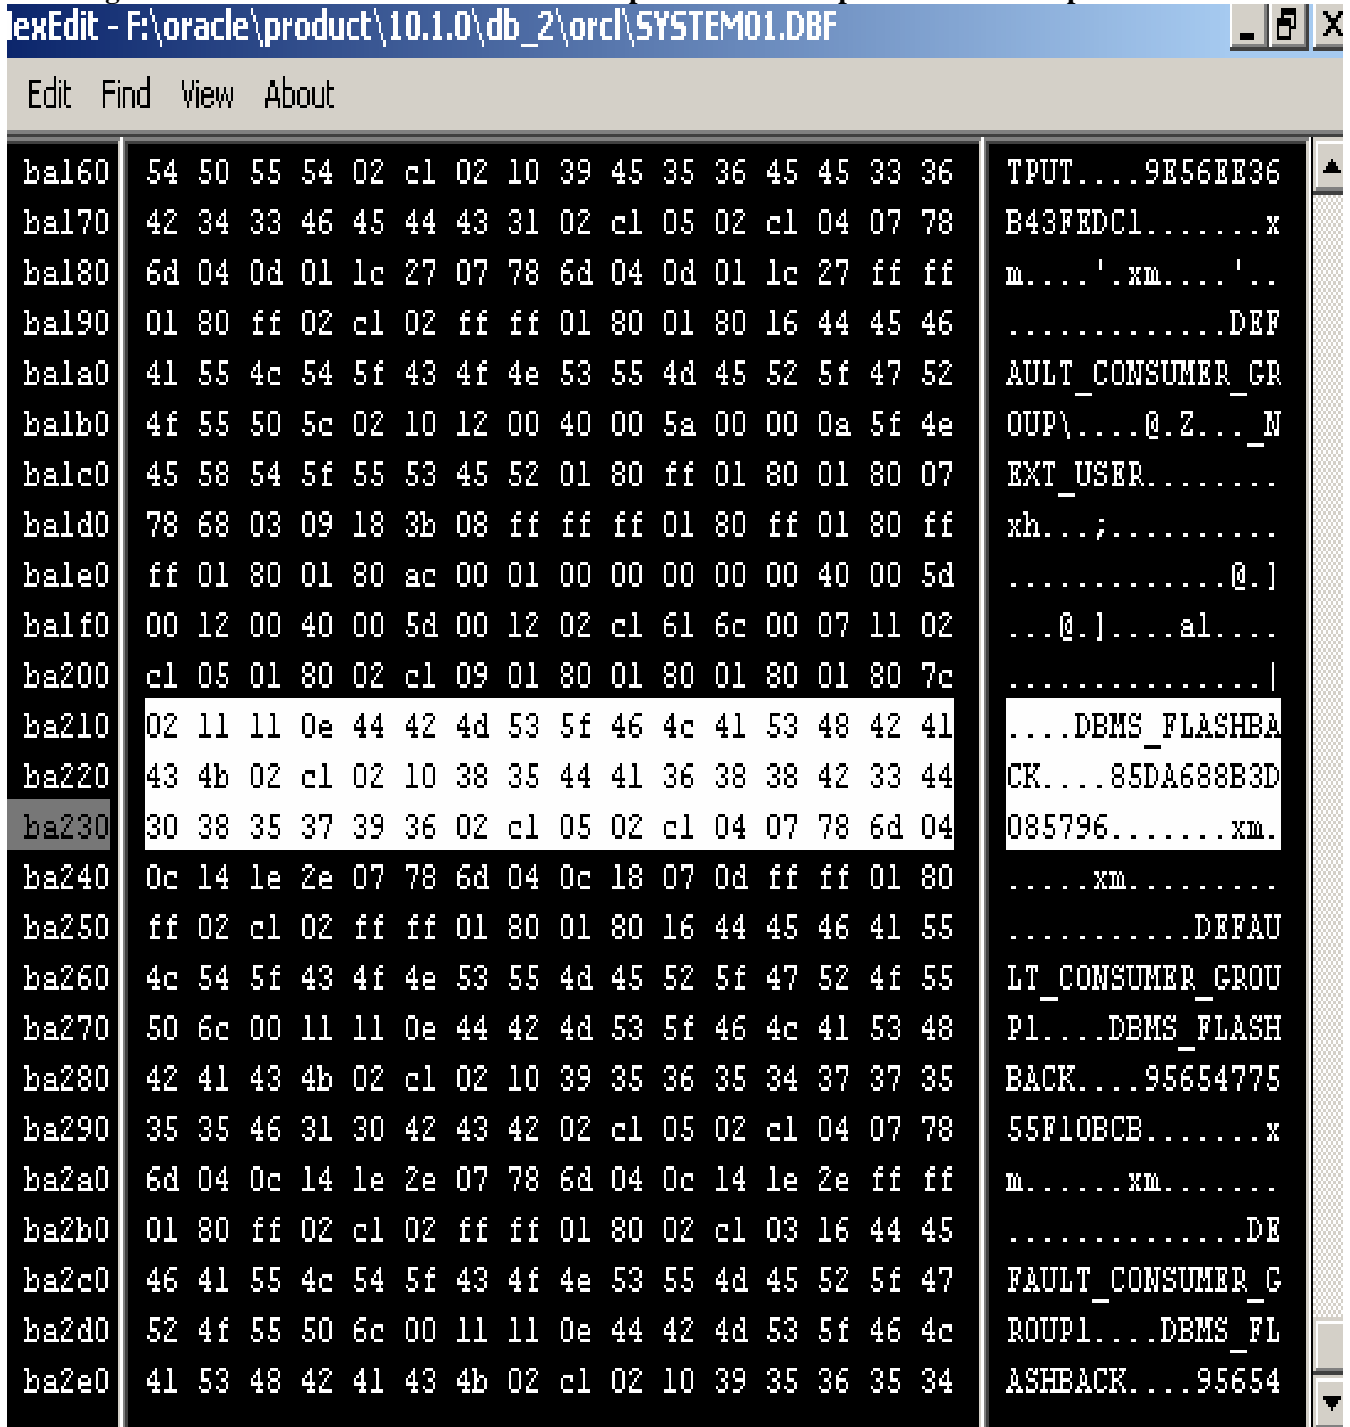 lexEdit - F:\oracle\product\10.1.0\db_2\orcl\SYSTEM01.DBF
Edit Find View About
ba160 54 50 55 54 02 c1 02 10 39 45 35 36 45 45 33 36 TPUT....9E56EE36
ba170 42 34 33 46 45 44 43 31 02 c1 05 02 c1 04 07 78 B43FEDC1.......x
ba180 6d 04 0d 01 1c 27 07 78 6d 04 0d 01 1c 27 ff ff m....'.xm....'..
ba190 01 80 ff 02 c1 02 ff ff 01 80 01 80 16 44 45 46 .............DEF
ba1a0 41 55 4c 54 5f 43 4f 4e 53 55 4d 45 52 5f 47 52 AULT_CONSUMER_GR
ba1b0 4f 55 50 5c 02 10 12 00 40 00 5a 00 00 0a 5f 4e OUP\....@.Z..._N
ba1c0 45 58 54 5f 55 53 45 52 01 80 ff 01 80 01 80 07 EXT_USER........
ba1d0 78 68 03 09 18 3b 08 ff ff ff 01 80 ff 01 80 ff xh...;..........
ba1e0 ff 01 80 01 80 ac 00 01 00 00 00 00 00 40 00 5d .............@.]
ba1f0 00 12 00 40 00 5d 00 12 02 c1 61 6c 00 07 11 02 ...@.]....al....
ba200 c1 05 01 80 02 c1 09 01 80 01 80 01 80 01 80 7c ...............|
ba210 02 11 11 0e 44 42 4d 53 5f 46 4c 41 53 48 42 41 ....DBMS_FLASHBA
ba220 43 4b 02 c1 02 10 38 35 44 41 36 38 38 42 33 44 CK....85DA688B3D
ba230 30 38 35 37 39 36 02 c1 05 02 c1 04 07 78 6d 04 085796.......xm.
ba240 0c 14 1e 2e 07 78 6d 04 0c 18 07 0d ff ff 01 80 .....xm.........
ba250 ff 02 c1 02 ff ff 01 80 01 80 16 44 45 46 41 55 ...........DEFAU
ba260 4c 54 5f 43 4f 4e 53 55 4d 45 52 5f 47 52 4f 55 LT_CONSUMER_GROU
ba270 50 6c 00 11 11 0e 44 42 4d 53 5f 46 4c 41 53 48 Pl....DBMS_FLASH
ba280 42 41 43 4b 02 c1 02 10 39 35 36 35 34 37 37 35 BACK....95654775
ba290 35 35 46 31 30 42 43 42 02 c1 05 02 c1 04 07 78 55F10BCB.......x
ba2a0 6d 04 0c 14 1e 2e 07 78 6d 04 0c 14 1e 2e ff ff m......xm.......
ba2b0 01 80 ff 02 c1 02 ff ff 01 80 02 c1 03 16 44 45 ..............DE
ba2c0 46 41 55 4c 54 5f 43 4f 4e 53 55 4d 45 52 5f 47 FAULT_CONSUMER_G
ba2d0 52 4f 55 50 6c 00 11 11 0e 44 42 4d 53 5f 46 4c ROUPl....DBMS_FL
ba2e0 41 53 48 42 41 43 4b 02 c1 02 10 39 35 36 35 34 ASHBACK....95654